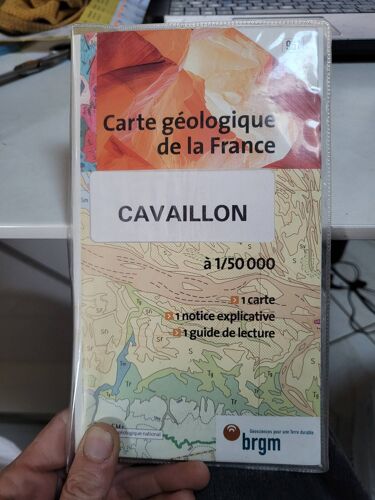 Carte géologique
de la France
CAVAILLON
à 1/50 000
1 carte
1 notice explicative
1 guide de lecture
Géosciences pour une Terre durable
brgm